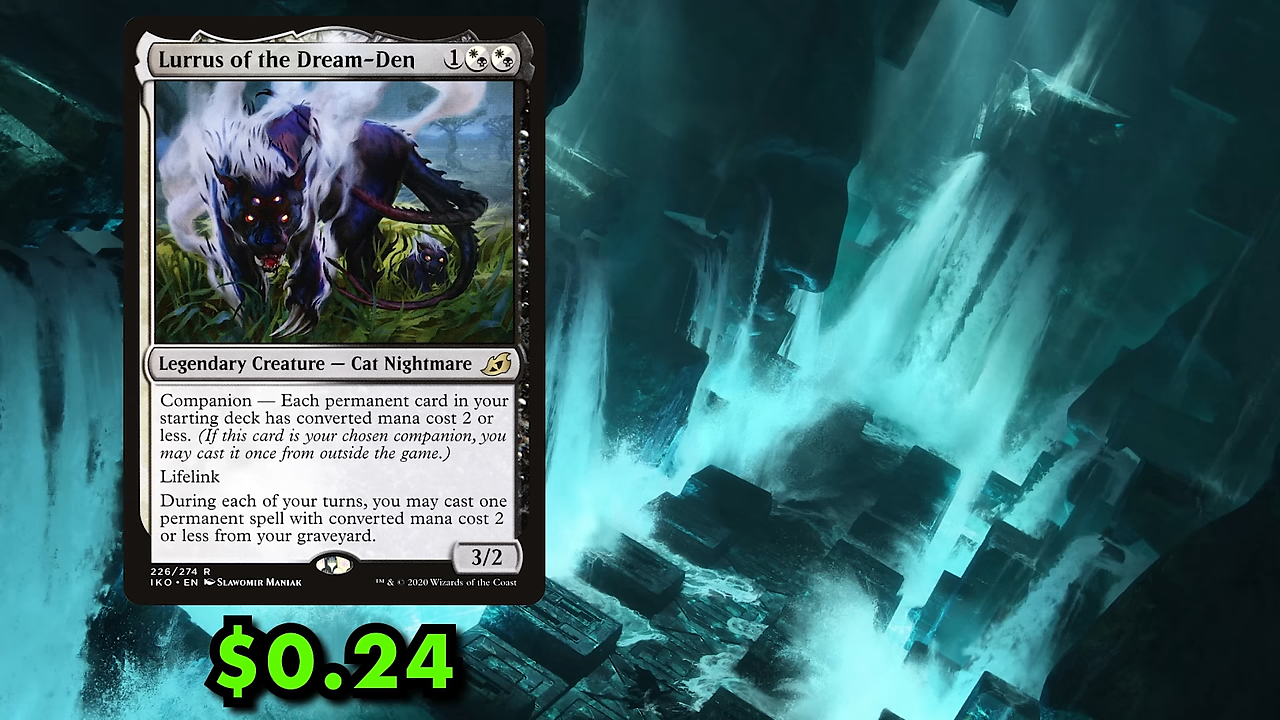 Lurrus of the Dream-Den 1
Legendary Creature — Cat Nightmare
Companion — Each permanent card in your
starting deck has converted mana cost 2 or
less. (If this card is your chosen companion, you
may cast it once from outside the game.)
Lifelink
During each of your turns, you may cast one
permanent spell with converted mana cost 2
or less from your graveyard.
3/2
226/274 R
IKO • EN Slawomir Maniak ™ & © 2020 Wizards of the Coast
$0.24